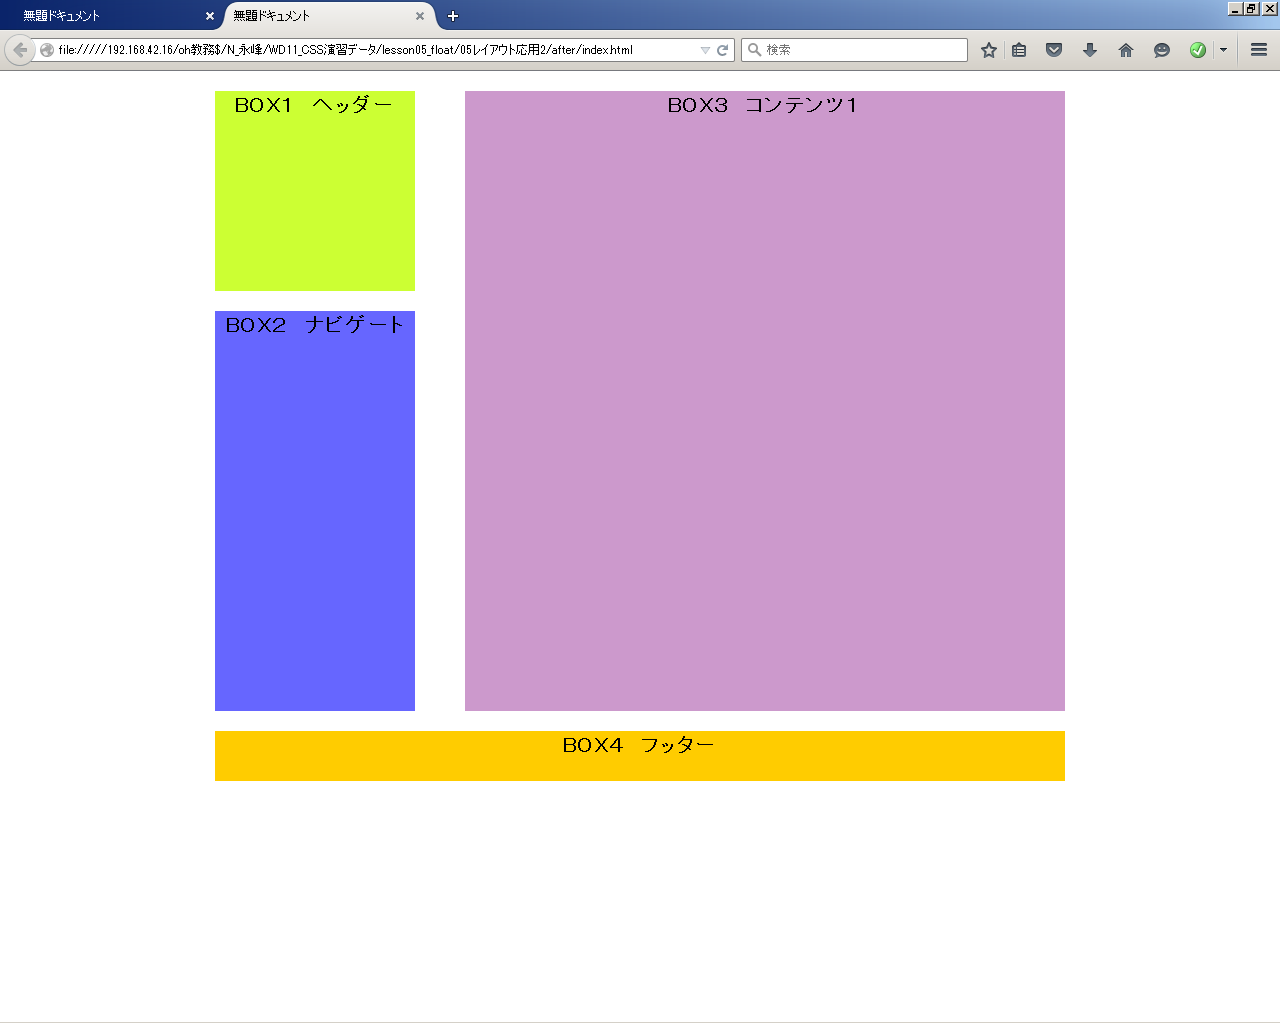 無題ドキュメント
無題ドキュメント
file://///192.168.42.16/oh教務$/N_永峰/WD11_CSS演習データ/lesson05_float/05レイアウト応用2/after/index.html
検索
BOX1　ヘッダー
BOX3　コンテンツ1
BOX2　ナビゲート
BOX4　フッター